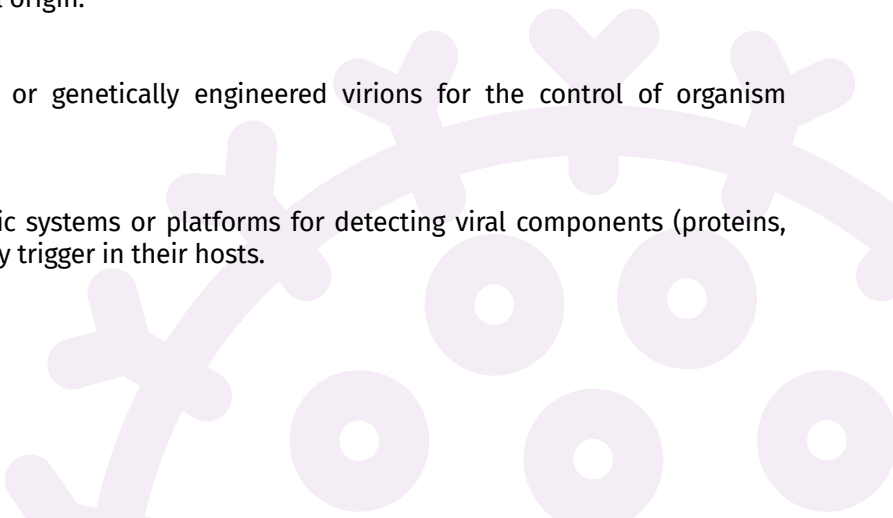 origin.
or genetically engineered virions for the control of organism
systems or platforms for detecting viral components (proteins,
trigger in their hosts.